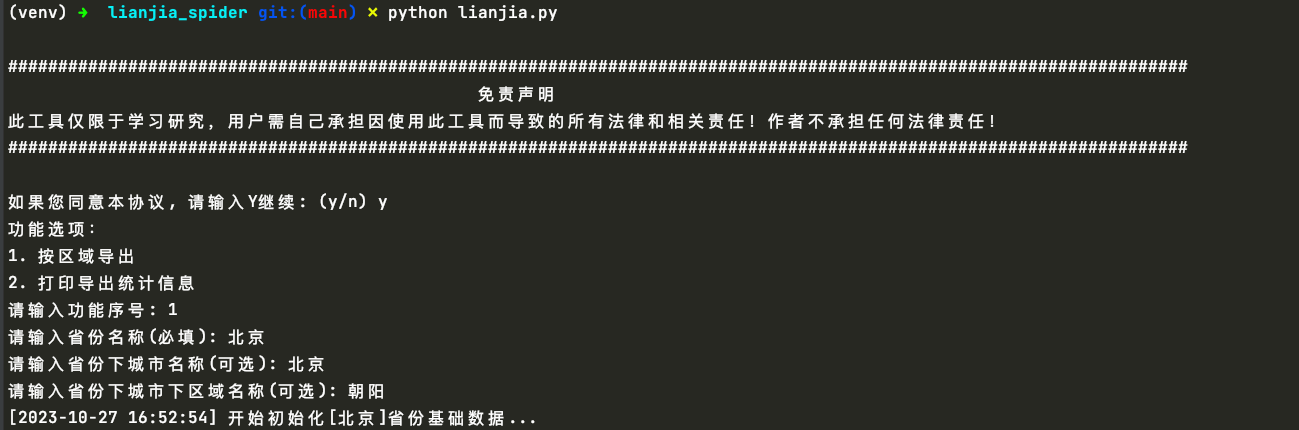 (venv) ➜ lianjia_spider git:(main) × python lianjia.py
######################################################################################################################
免责声明
此工具仅限于学习研究，用户需自己承担因使用此工具而导致的所有法律和相关责任！作者不承担任何法律责任！
######################################################################################################################
如果您同意本协议，请输入Y继续：(y/n) y
功能选项：
1. 按区域导出
2. 打印导出统计信息
请输入功能序号：1
请输入省份名称(必填)：北京
请输入省份下城市名称(可选)：北京
请输入省份下城市下区域名称(可选)：朝阳
[2023-10-27 16:52:54] 开始初始化[北京]省份基础数据...